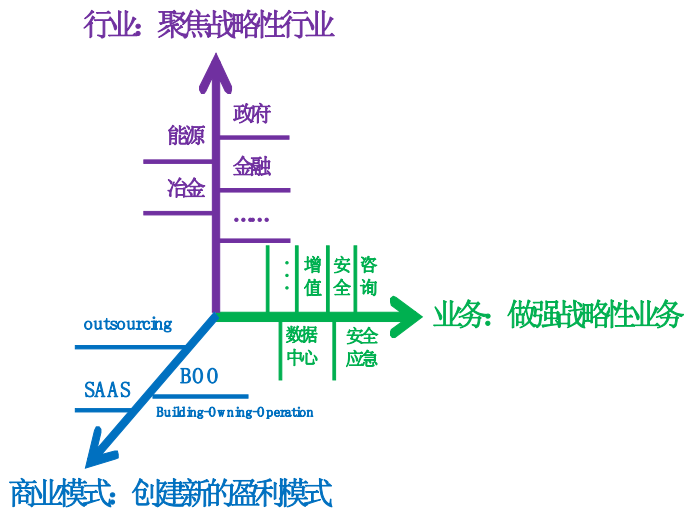 行业：聚焦战略性行业
政府
能源
金融
冶金
……
增值
安全
咨询
…
业务：做强战略性业务
数据中心
安全应急
outsourcing
BOO
SAAS
Building-Owning-Operation
商业模式：创建新的盈利模式